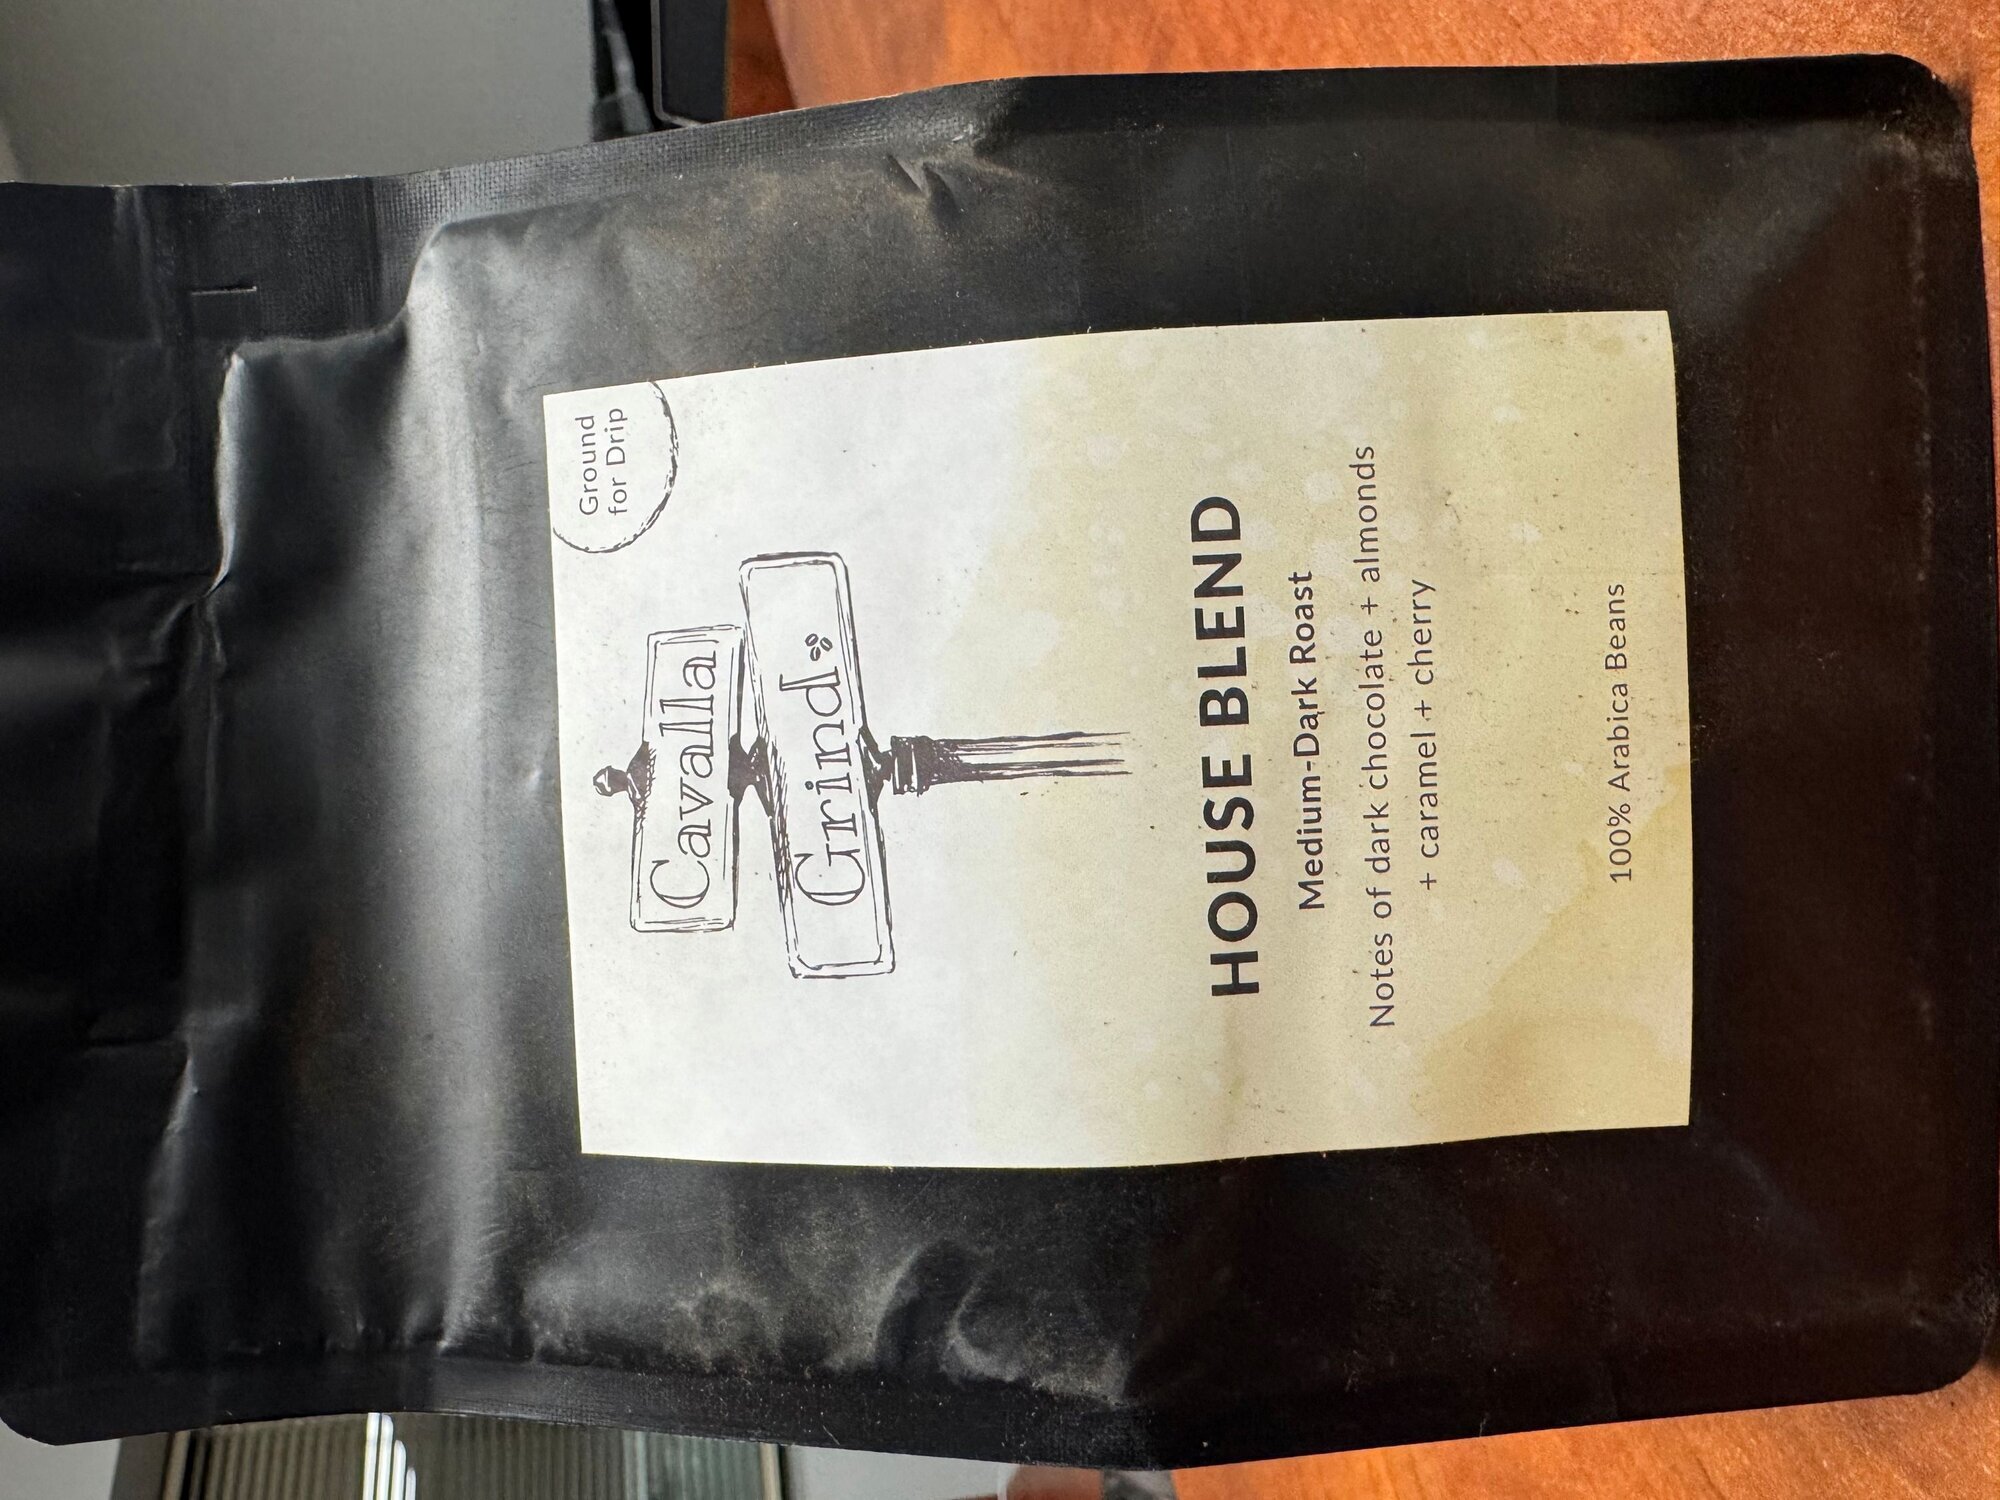 Ground
for Drip
Cavalla
Grind
HOUSE BLEND
Medium-Dark Roast
Notes of dark chocolate + almonds
+ caramel + cherry
100% Arabica Beans